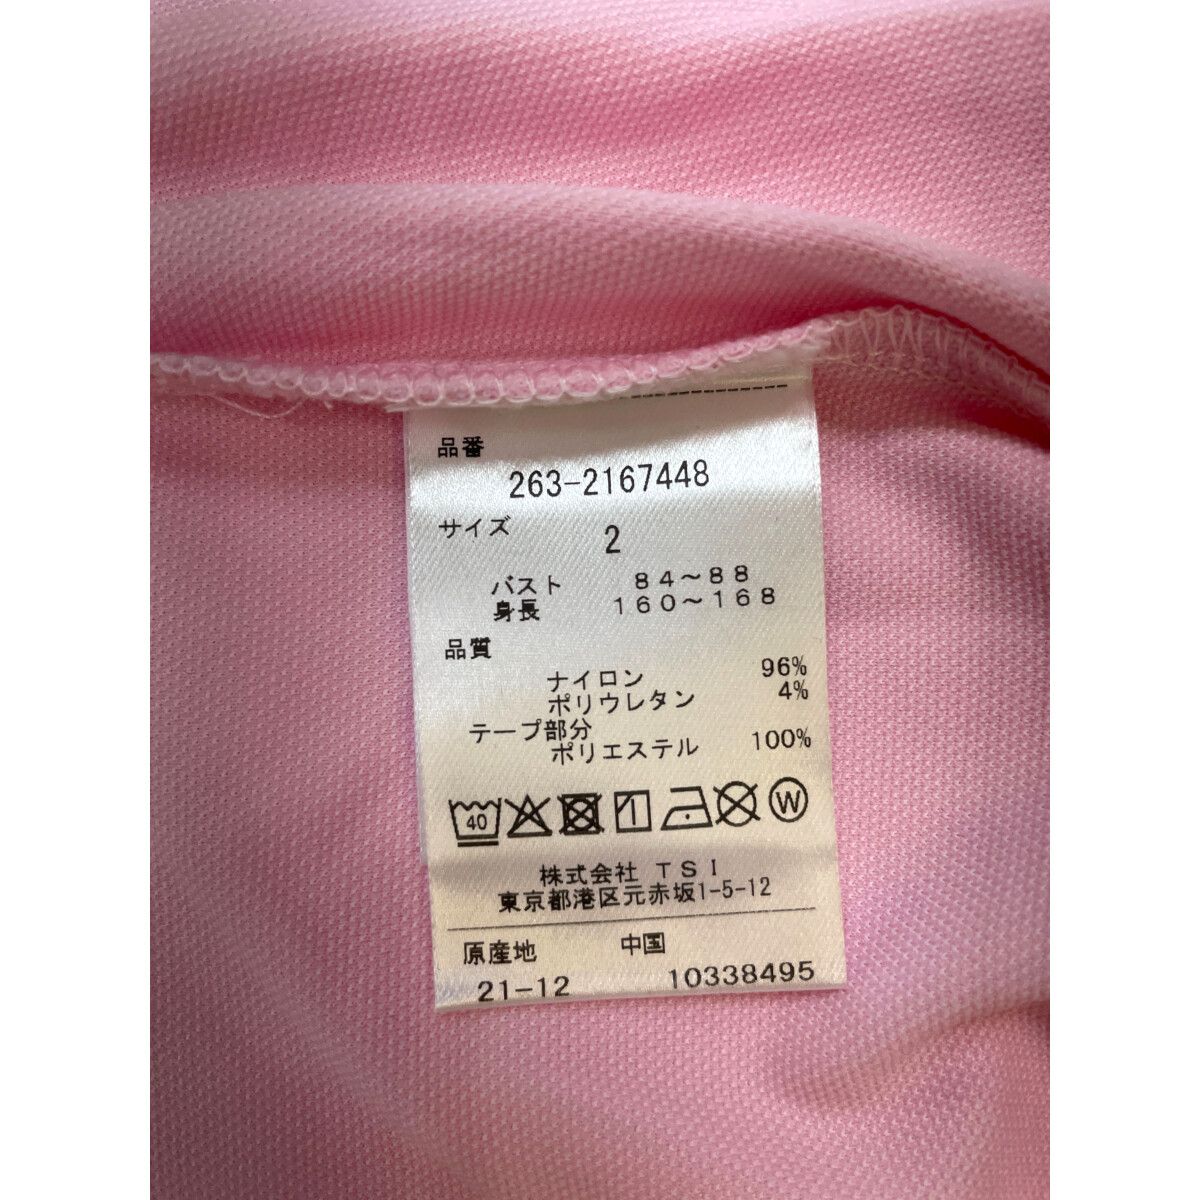 品番
263-2167448
サイズ 2
バスト 84～88
身長 160～168
品質
ナイロン 96%
ポリウレタン 4%
テープ部分
ポリエステル 100%
40 W
株式会社 TSI
東京都港区元赤坂1-5-12
原産地 中国
21-12 10338495